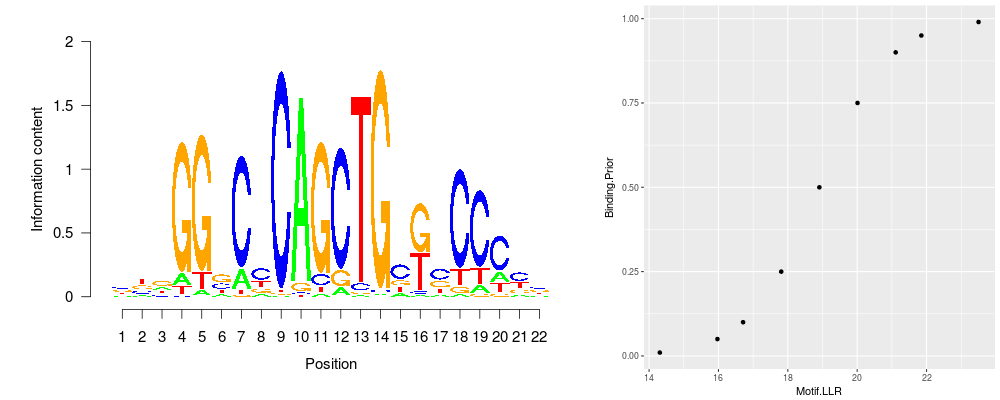 2
1.5
1
0.5
0
Information content
1 2 3 4 5 6 7 8 9 10 11 12 13 14 15 16 17 18 19 20 21 22
Position
GGCCAGCTGGCCC
1.00
0.75
0.50
0.25
0.00
Binding.Prior
14 16 18 20 22
Motif.LLR